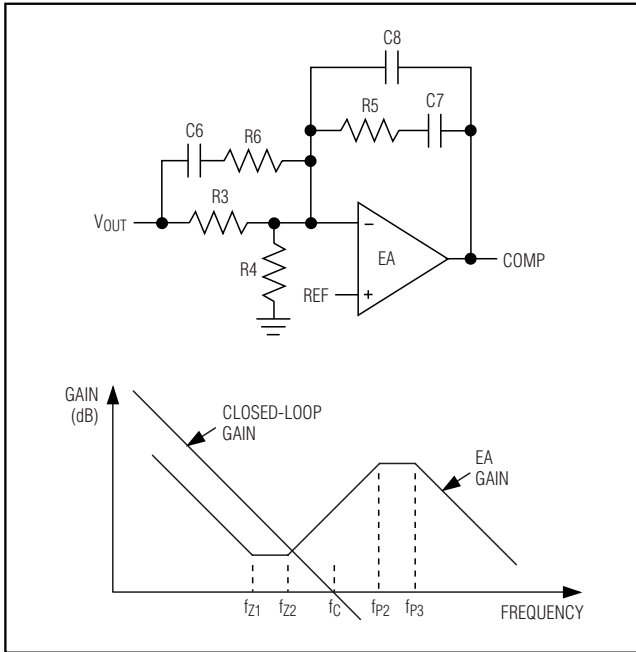 C8
R5
C7
C6
R6
R3
VOUT
R4
−
EA
COMP
REF
+
GAIN
(dB)
CLOSED-LOOP
GAIN
EA
GAIN
fZ1
fZ2
fC
fP2
fP3
FREQUENCY